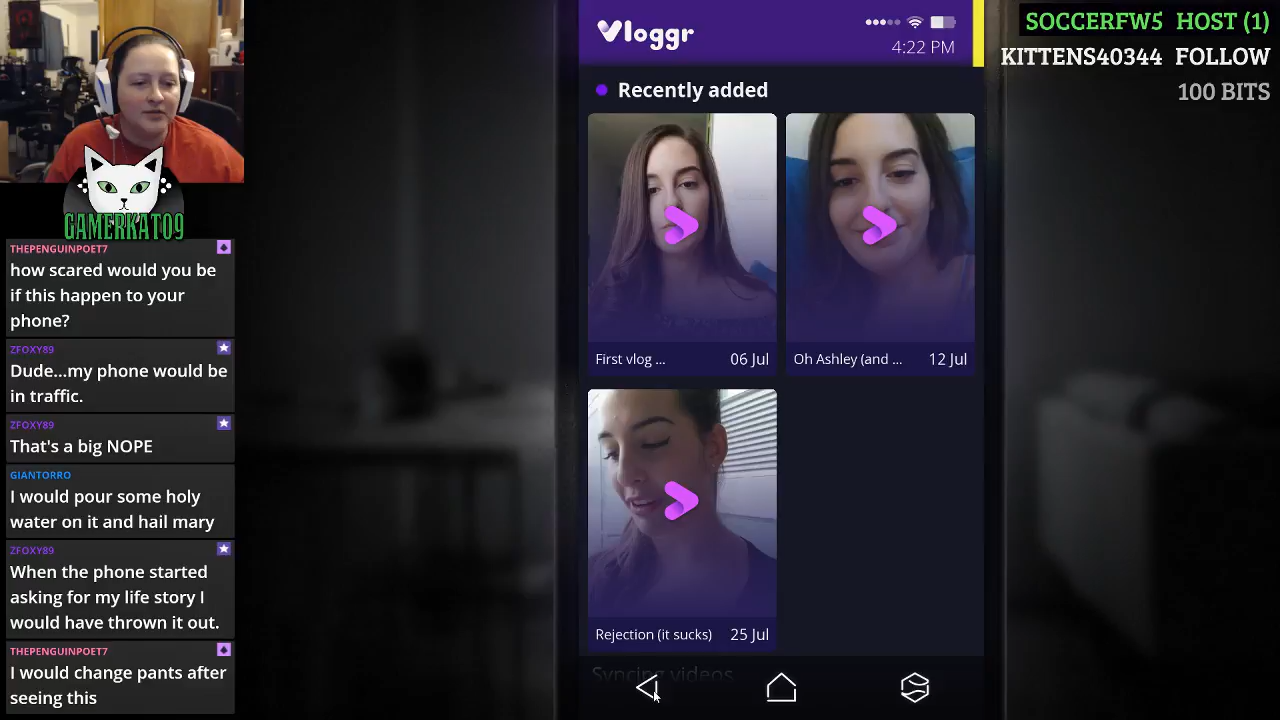 GAMERKAT09
THEPENGUINPOET7
how scared would you be
if this happen to your
phone?
ZFOXY89
Dude...my phone would be
in traffic.
ZFOXY89
That's a big NOPE
GIANTORRO
I would pour some holy
water on it and hail mary
ZFOXY89
When the phone started
asking for my life story I
would have thrown it out.
THEPENGUINPOET7
I would change pants after
seeing this
Vloggr
4:22 PM
Recently added
First vlog ... 06 Jul
Oh Ashley (and ... 12 Jul
Rejection (it sucks) 25 Jul
Syncing videos
SOCCERFW5 HOST (1)
KITTENS40344 FOLLOW
100 BITS